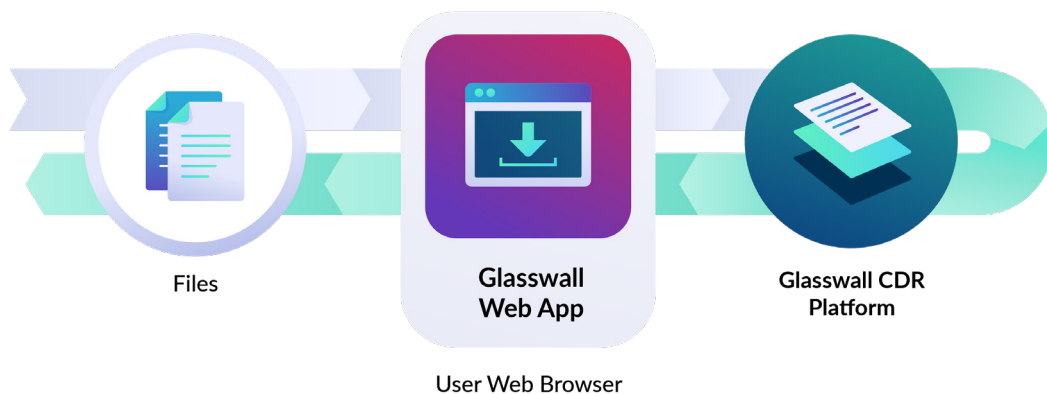 Files
Glasswall
Web App
Glasswall CDR
Platform
User Web Browser